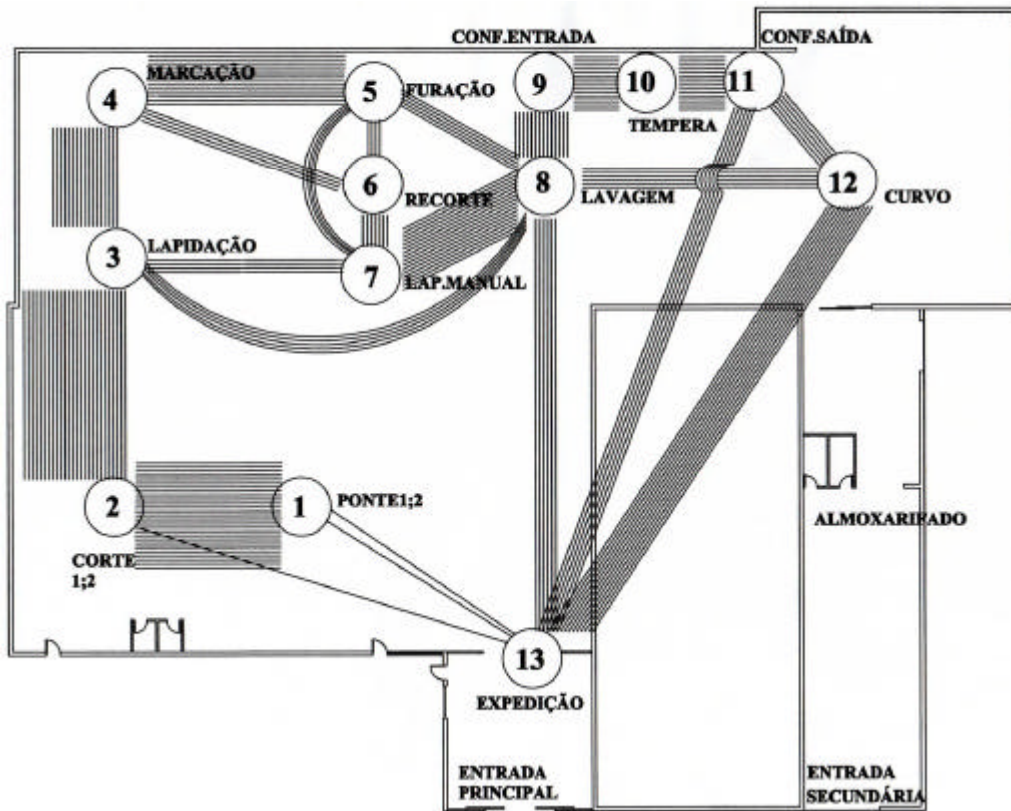 CONF.ENTRADA
CONF.SAÍDA
MARCAÇÃO
4
5
FURAÇÃO
9
10
11
TEMPERA
6
RECORTE
8
LAVAGEM
12
CURVO
3
LAPIDAÇÃO
7
LAP.MANUAL
2
1
PONTE1;2
CORTE
1;2
ALMOXARIFADO
13
EXPEDIÇÃO
ENTRADA
PRINCIPAL
ENTRADA
SECUNDÁRIA